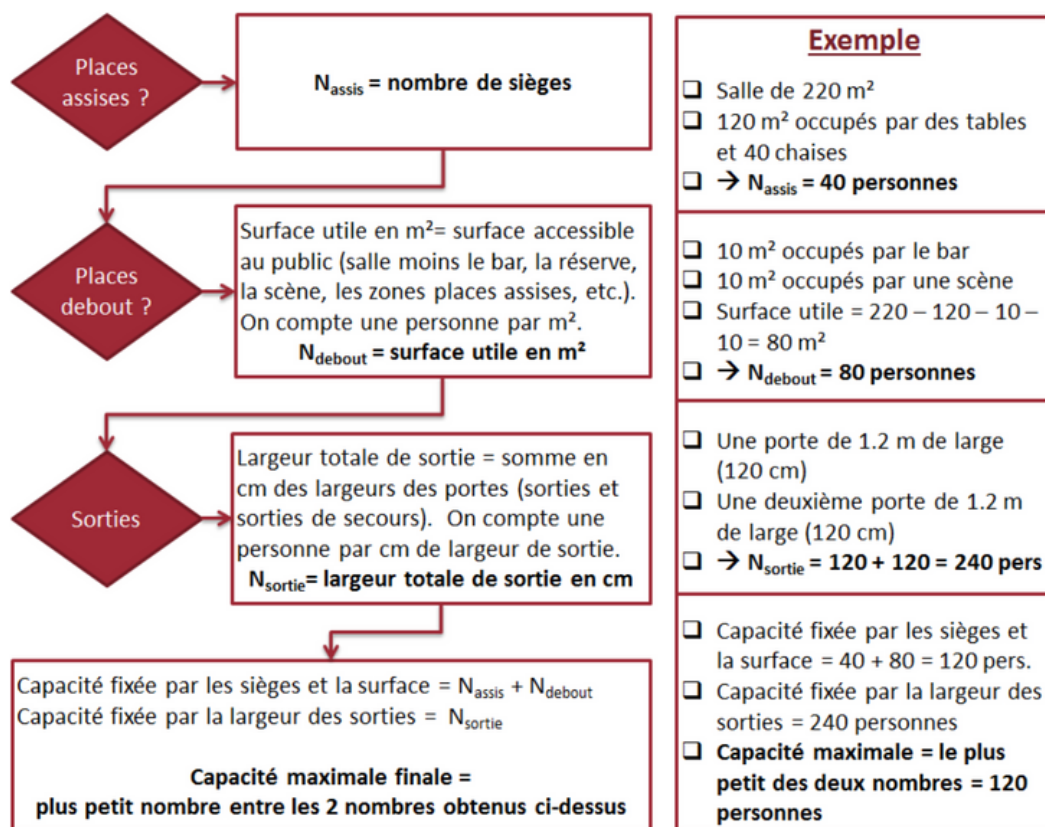 Places
assises ?
N_assis = nombre de sièges
Places
debout ?
Surface utile en m²= surface accessible
au public (salle moins le bar, la réserve,
la scène, les zones places assises, etc.).
On compte une personne par m².
N_debout = surface utile en m²
Sorties
Largeur totale de sortie = somme en
cm des largeurs des portes (sorties et
sorties de secours). On compte une
personne par cm de largeur de sortie.
N_sortie= largeur totale de sortie en cm
Capacité fixée par les sièges et la surface = N_assis + N_debout
Capacité fixée par la largeur des sorties = N_sortie
Capacité maximale finale =
plus petit nombre entre les 2 nombres obtenus ci-dessus
Exemple
❑ Salle de 220 m²
❑ 120 m² occupés par des tables
et 40 chaises
❑ → N_assis = 40 personnes
❑ 10 m² occupés par le bar
❑ 10 m² occupés par une scène
❑ Surface utile = 220 – 120 – 10 –
10 = 80 m²
❑ → N_debout = 80 personnes
❑ Une porte de 1.2 m de large
(120 cm)
❑ Une deuxième porte de 1.2 m
de large (120 cm)
❑ → N_sortie = 120 + 120 = 240 pers
❑ Capacité fixée par les sièges et
la surface = 40 + 80 = 120 pers.
❑ Capacité fixée par la largeur des
sorties = 240 personnes
❑ Capacité maximale = le plus
petit des deux nombres = 120
personnes